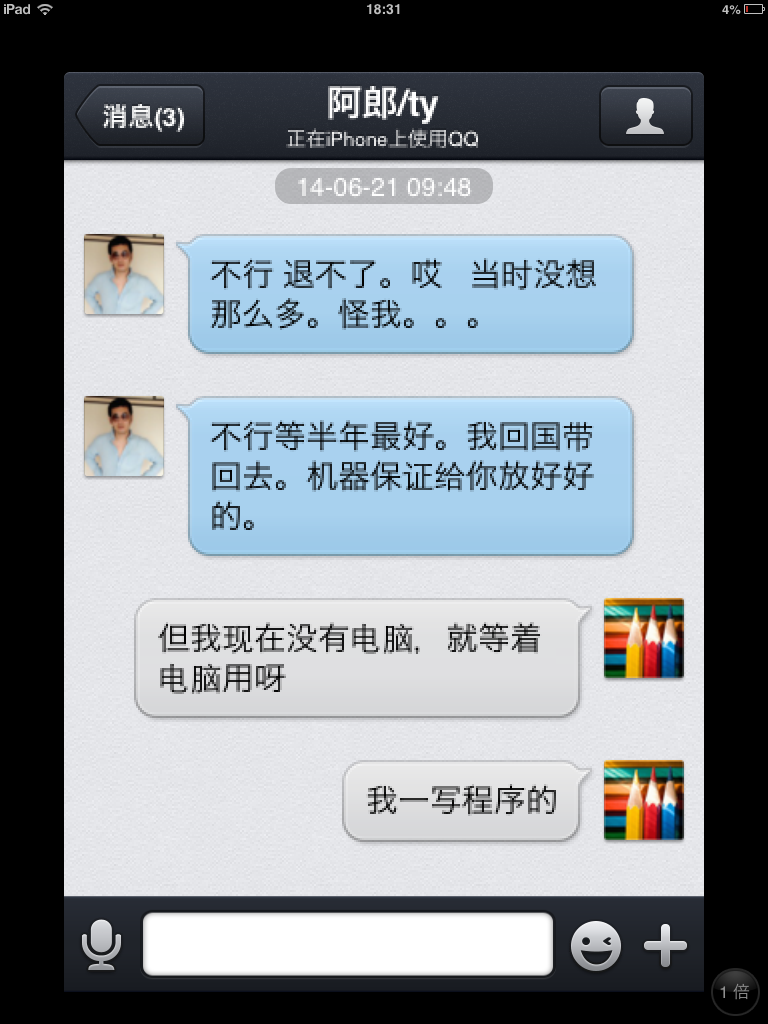 iPad 18:31 4%
消息(3) 阿郎/ty
正在iPhone上使用QQ
14-06-21 09:48
不行 退不了。哎 当时没想
那么多。怪我。。。
不行等半年最好。我回国带
回去。机器保证给你放好好
的。
但我现在没有电脑, 就等着
电脑用呀
我一写程序的
1 倍